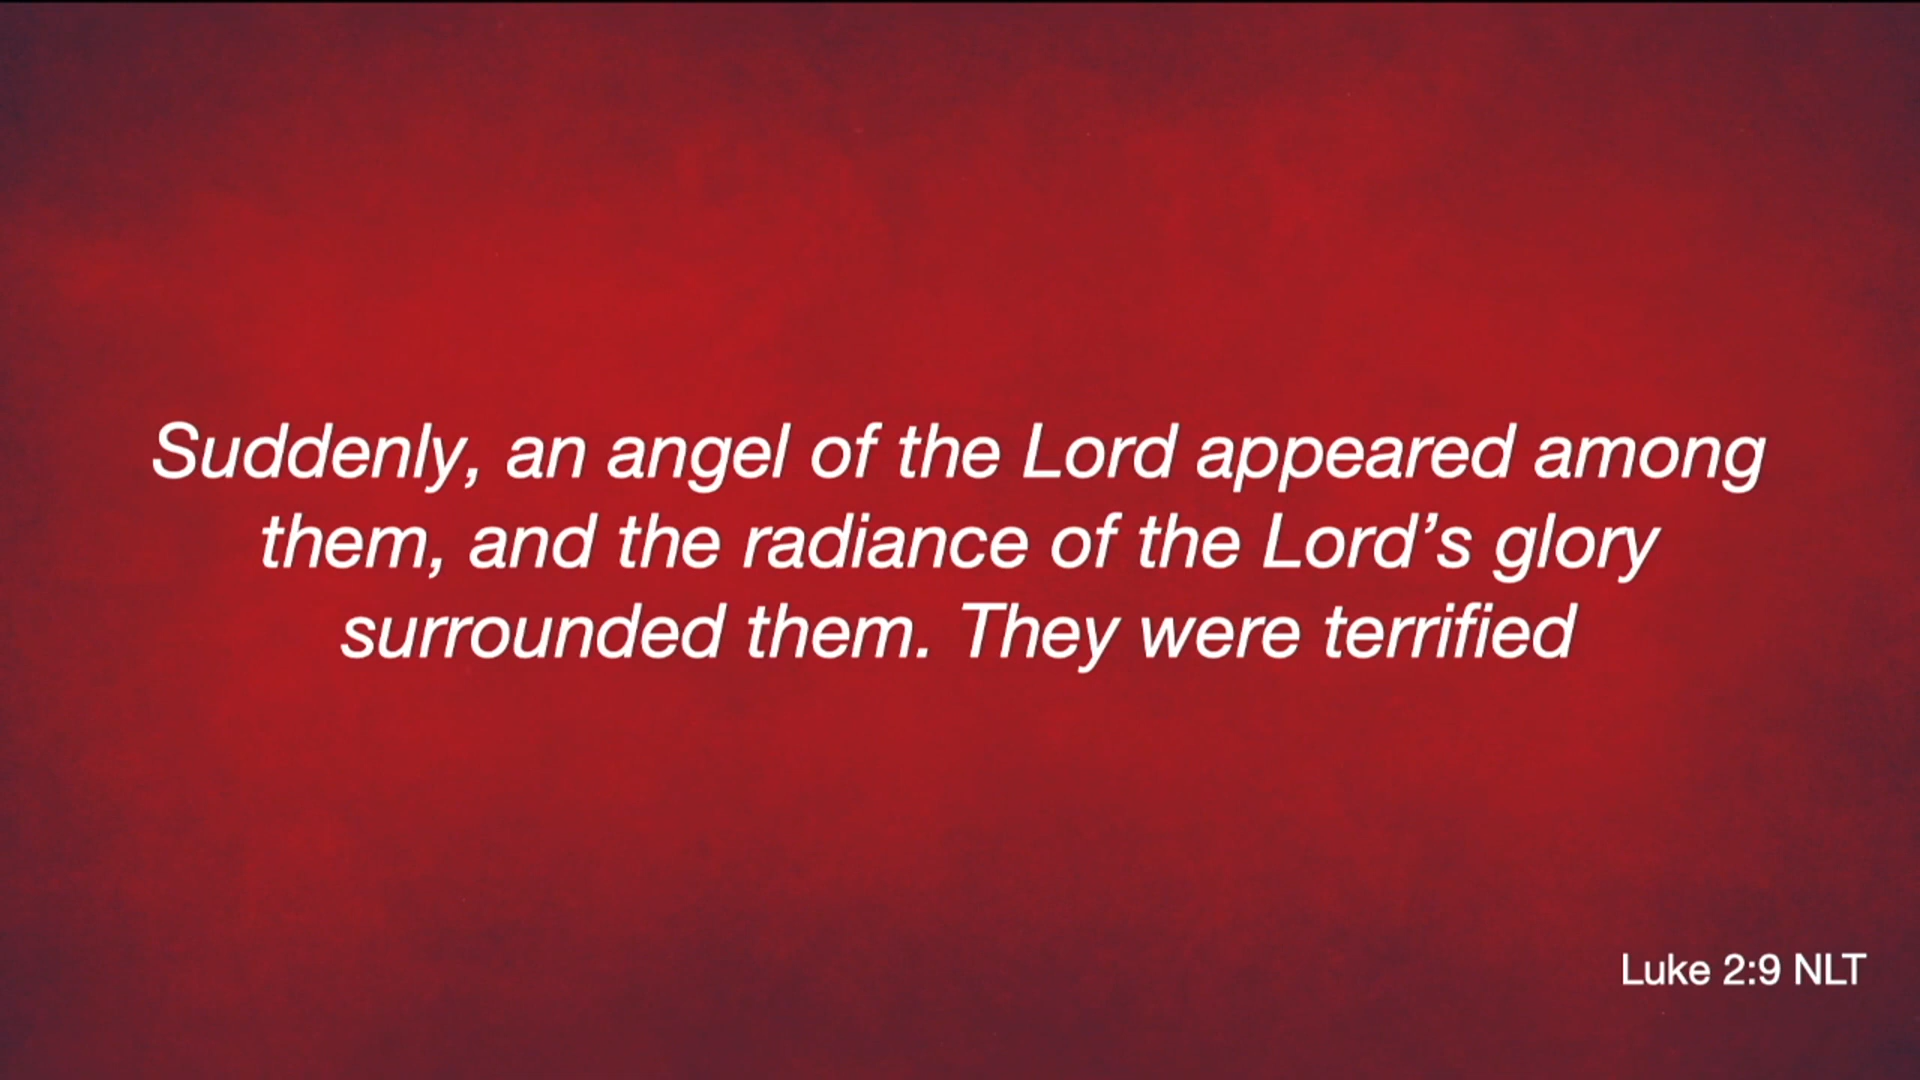 Suddenly, an angel of the Lord appeared among
them, and the radiance of the Lord’s glory
surrounded them. They were terrified
Luke 2:9 NLT